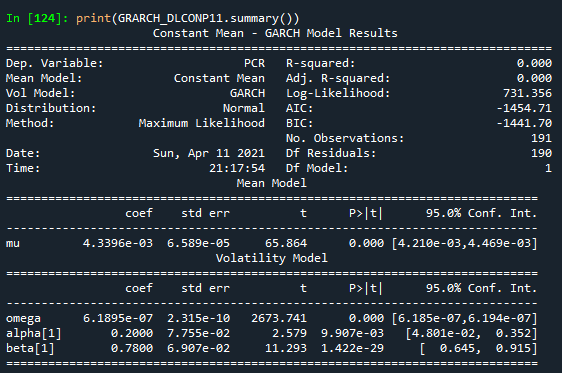 In [124]: print(GRARCH_DLCONP11.summary())
                     Constant Mean - GARCH Model Results
==============================================================================
Dep. Variable:                    PCR   R-squared:                       0.000
Mean Model:             Constant Mean   Adj. R-squared:                  0.000
Vol Model:                      GARCH   Log-Likelihood:                731.356
Distribution:                  Normal   AIC:                          -1454.71
Method:            Maximum Likelihood   BIC:                          -1441.70
                                        No. Observations:                  191
Date:                Sun, Apr 11 2021   Df Residuals:                      190
Time:                        21:17:54   Df Model:                            1
                                 Mean Model
============================================================================
                 coef    std err          t      P>|t|      95.0% Conf. Int.
----------------------------------------------------------------------------
mu         4.3396e-03  6.589e-05     65.864      0.000 [4.210e-03,4.469e-03]
                              Volatility Model
============================================================================
                 coef    std err          t      P>|t|      95.0% Conf. Int.
----------------------------------------------------------------------------
omega      6.1895e-07  2.315e-10   2673.741      0.000 [6.185e-07,6.194e-07]
alpha[1]       0.2000  7.755e-02      2.579  9.907e-03   [4.801e-02,  0.352]
beta[1]        0.7800  6.907e-02     11.293  1.422e-29     [  0.645,  0.915]
============================================================================